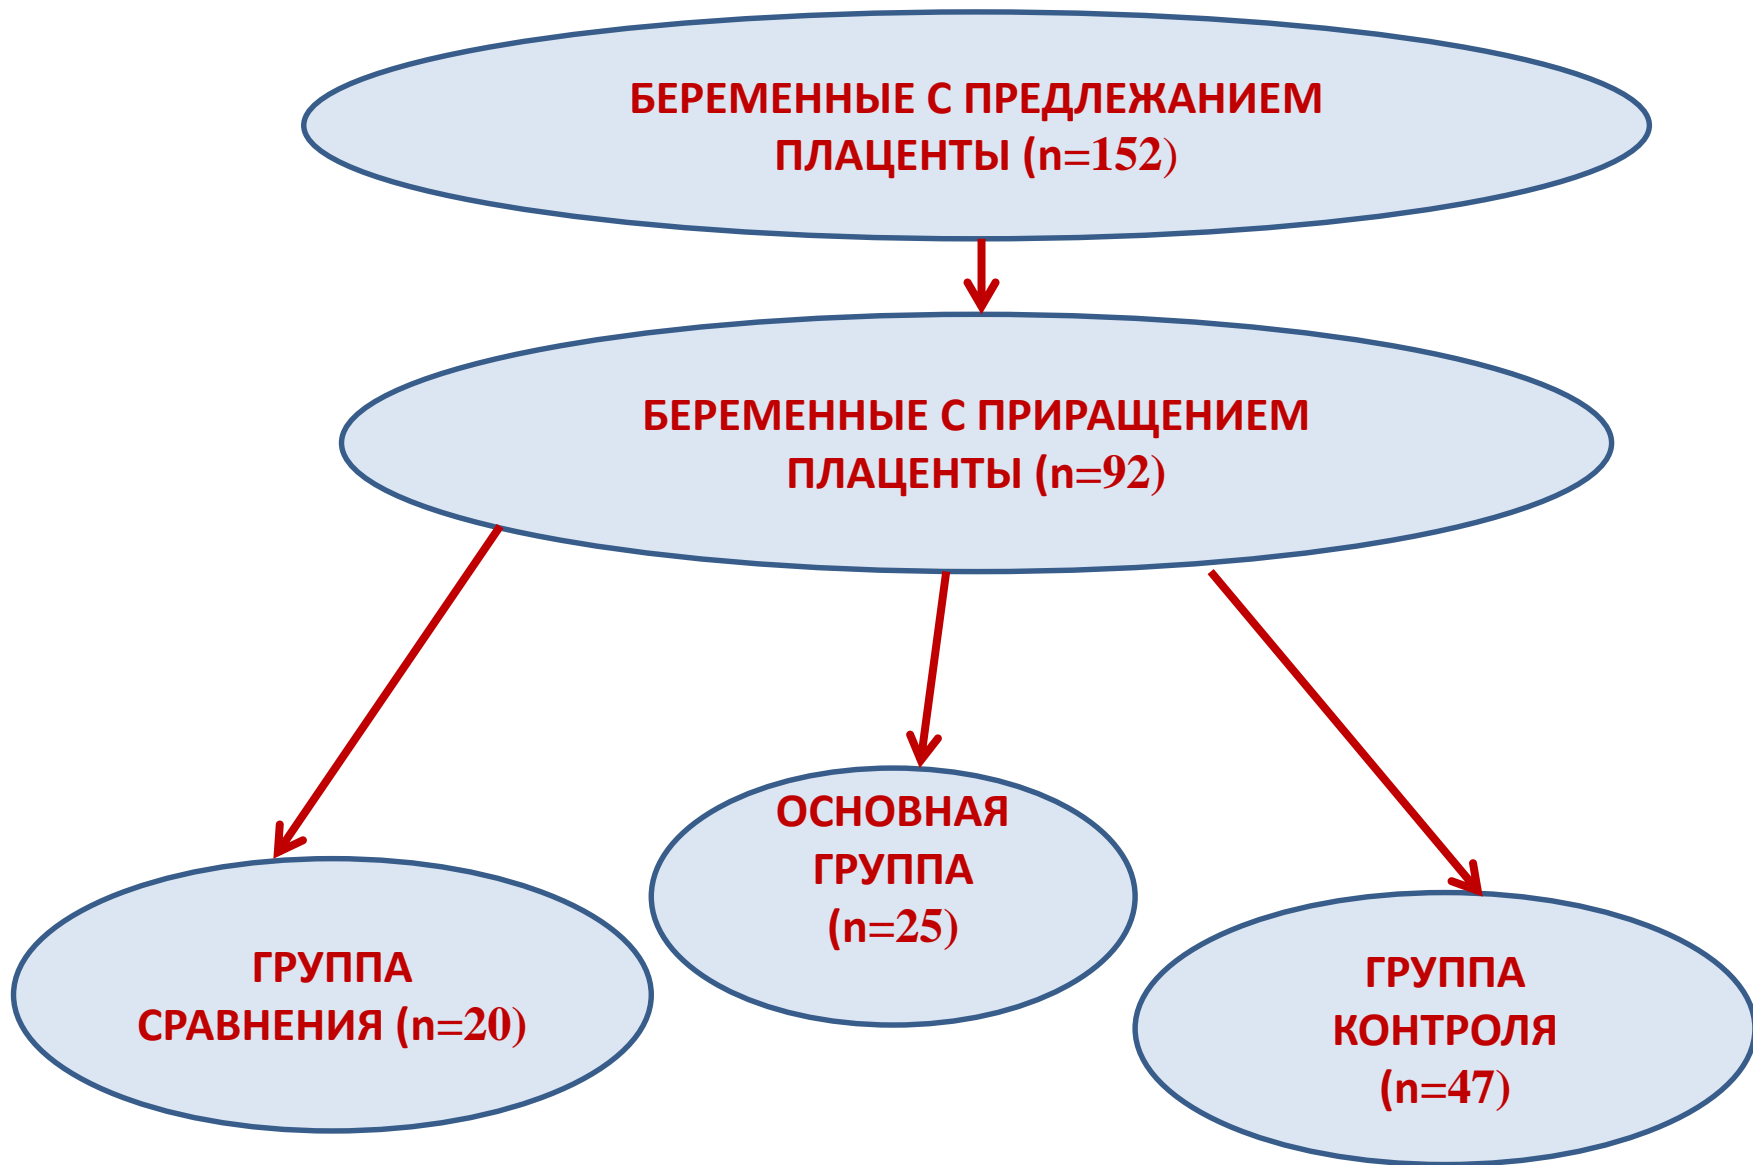 БЕРЕМЕННЫЕ С ПРЕДЛЕЖАНИЕМ
ПЛАЦЕНТЫ (n=152)
БЕРЕМЕННЫЕ С ПРИРАЩЕНИЕМ
ПЛАЦЕНТЫ (n=92)
ГРУППА
СРАВНЕНИЯ (n=20)
ОСНОВНАЯ
ГРУППА
(n=25)
ГРУППА
КОНТРОЛЯ
(n=47)